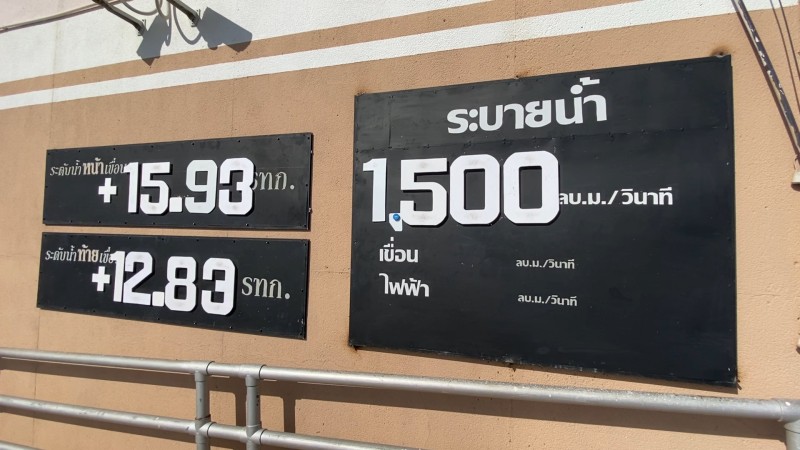 ระดับน้ำหน้าเขื่อน +15.93 รทก.
ระดับน้ำท้ายเขื่อน +12.83 รทก.
ระบายน้ำ
1,500 ลบ.ม./วินาที
เขื่อน ลบ.ม./วินาที
ไฟฟ้า ลบ.ม./วินาที